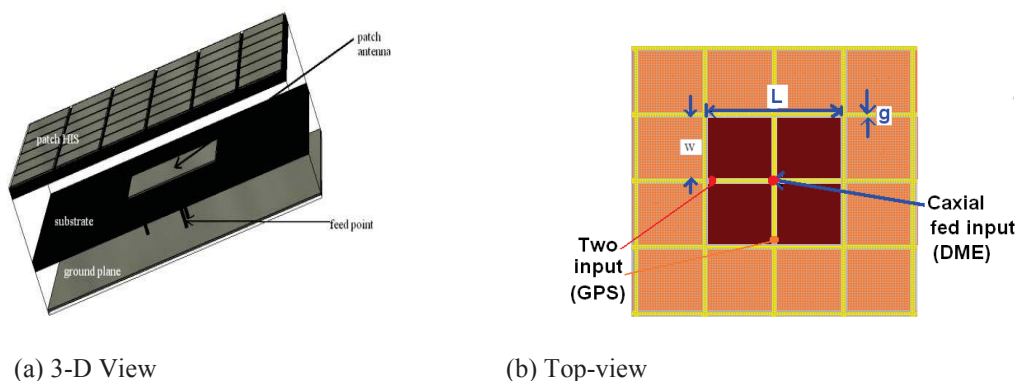 patch
antenna
patch HIS
substrate
feed point
ground plane
L
g
w
Caxial
fed input
(DME)
Two
input
(GPS)
(a) 3-D View
(b) Top-view